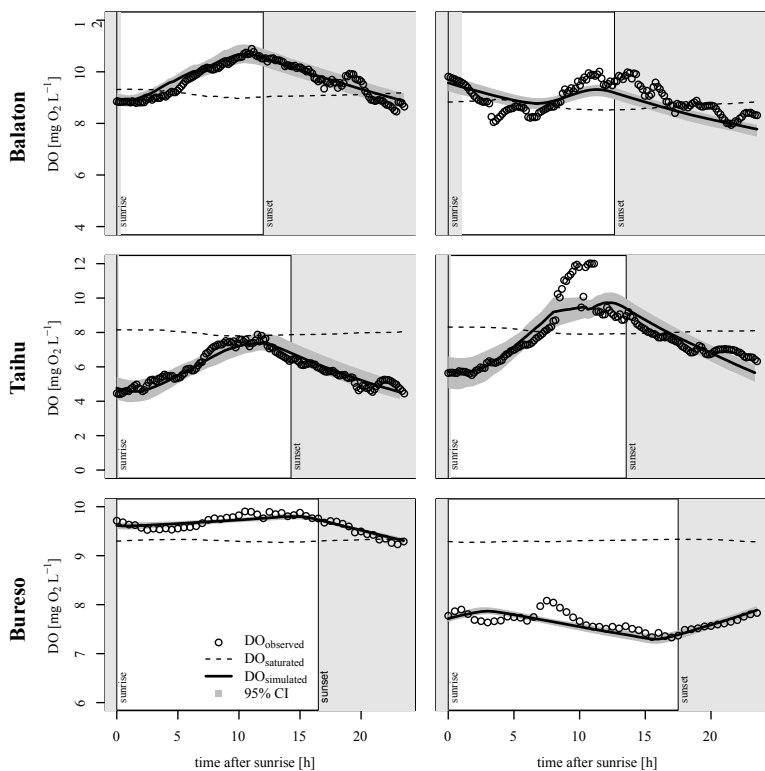 Balaton
DO [mg O2 L−1]
4 6 8 10 12
sunrise
sunset
sunrise
sunset
Taihu
DO [mg O2 L−1]
0 2 4 6 8 10 12
sunrise
sunset
sunrise
sunset
Bureso
DO [mg O2 L−1]
6 7 8 9 10
sunrise
sunset
DOobserved
DOsaturated
DOsimulated
95% CI
sunrise
sunset
0 5 10 15 20
0 5 10 15 20
time after sunrise [h]
time after sunrise [h]